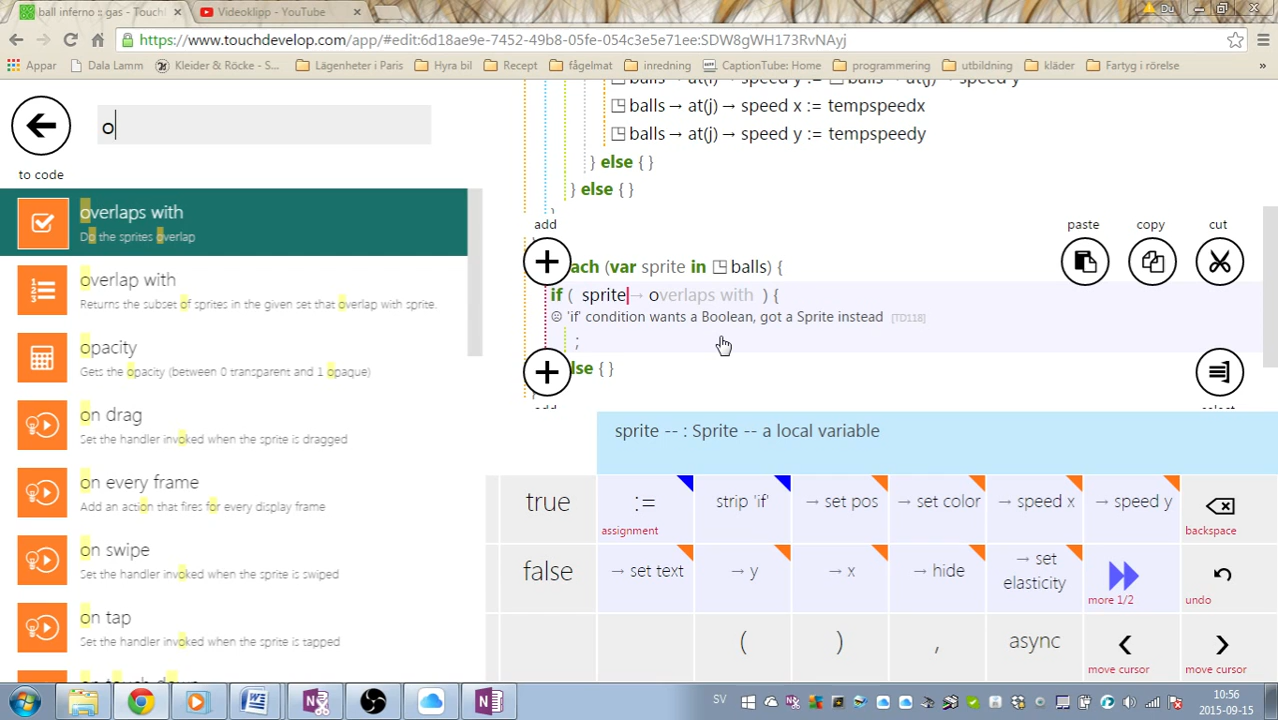 ball inferno :: gas - Touch
Videoklipp - YouTube
Du
https://www.touchdevelop.com/app/#edit:6d18ae9e-7452-49b8-05fe-034c3e5e71ee:SDW8gWH173RvNAyj
Appar
Dala Lamm
Kleider & Röcke - S...
Lägenheter i Paris
Hyra bil
Recept
fågelmat
inredning
CaptionTube: Home
programmering
utbildning
kläder
Fartyg i rörelse
»
o
to code
overlaps with
Do the sprites overlap
overlap with
Returns the subset of sprites in the given set that overlap with sprite.
opacity
Gets the opacity (between 0 transparent and 1 opaque)
on drag
Set the handler invoked when the sprite is dragged
on every frame
Add an action that fires for every display frame
on swipe
Set the handler invoked when the sprite is swiped
on tap
Set the handler invoked when the sprite is tapped
balls → at(i) → speed y := balls → at(j) → speed y
balls → at(j) → speed x := tempspeedx
balls → at(j) → speed y := tempspeedy
} else { }
} else { }
}
add
paste
copy
cut
ach (var sprite in balls) {
if ( sprite → overlaps with ) {
'if' condition wants a Boolean, got a Sprite instead [TD118]
;
lse { }
sprite -- : Sprite -- a local variable
true
:=
assignment
strip 'if'
→ set pos
→ set color
→ speed x
→ speed y
backspace
false
→ set text
→ y
→ x
→ hide
→ set elasticity
more 1/2
undo
(
)
,
async
move cursor
move cursor
SV
10:56
2015-09-15